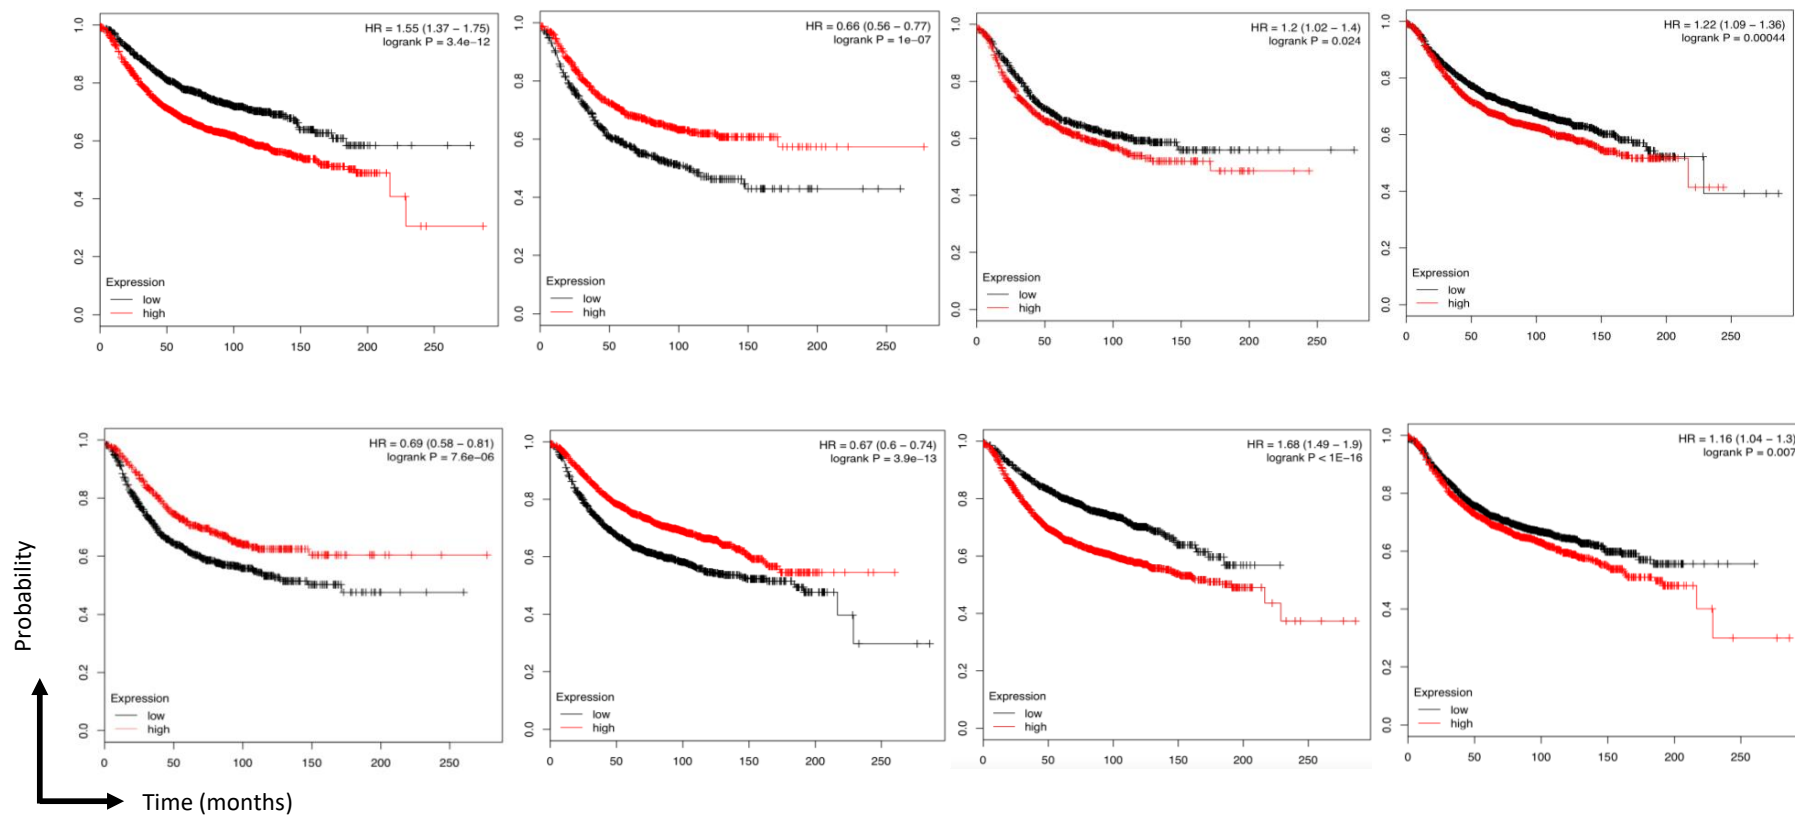 HR = 1.55 (1.37 − 1.75)
logrank P = 3.4e−12
1.0
0.8
0.6
0.4
0.2
0.0
Expression
low
high
0 50 100 150 200 250
HR = 0.66 (0.56 − 0.77)
logrank P = 1e−07
1.0
0.8
0.6
0.4
0.2
0.0
Expression
low
high
0 50 100 150 200 250
HR = 1.2 (1.02 − 1.4)
logrank P = 0.024
1.0
0.8
0.6
0.4
0.2
0.0
Expression
low
high
0 50 100 150 200 250
HR = 1.22 (1.09 − 1.36)
logrank P = 0.00044
1.0
0.8
0.6
0.4
0.2
0.0
Expression
low
high
0 50 100 150 200 250
HR = 0.69 (0.58 − 0.81)
logrank P = 7.6e−06
1.0
0.8
0.6
0.4
0.2
0.0
Expression
low
high
0 50 100 150 200 250
HR = 0.67 (0.6 − 0.74)
logrank P = 3.9e−13
1.0
0.8
0.6
0.4
0.2
0.0
Expression
low
high
0 50 100 150 200 250
HR = 1.68 (1.49 − 1.9)
logrank P < 1E−16
1.0
0.8
0.6
0.4
0.2
0.0
Expression
low
high
0 50 100 150 200 250
HR = 1.16 (1.04 − 1.3)
logrank P = 0.007
1.0
0.8
0.6
0.4
0.2
0.0
Expression
low
high
0 50 100 150 200 250
Probability
Time (months)